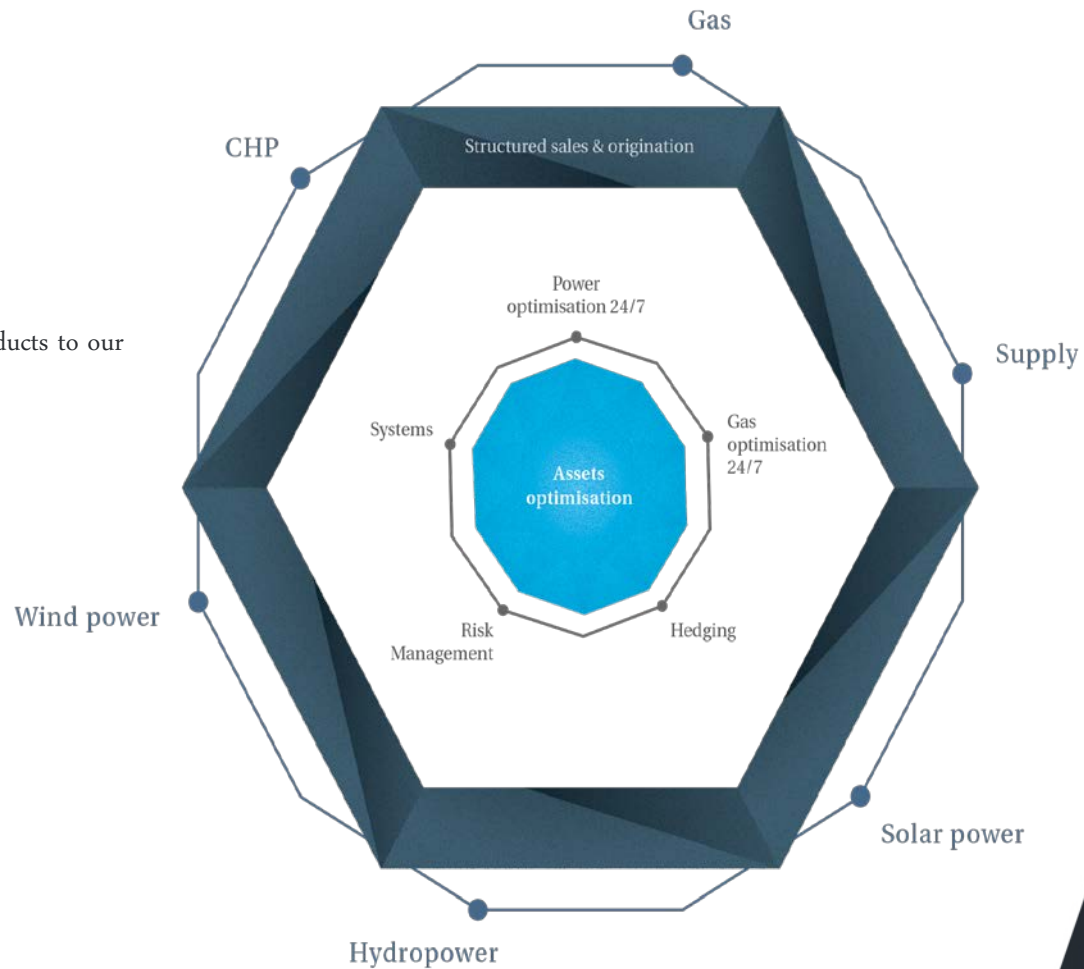 Gas
CHP
Structured sales & origination
Power
optimisation 24/7
ducts to our
Supply
Systems
Gas
optimisation
24/7
Assets
optimisation
Wind power
Risk
Management
Hedging
Solar power
Hydropower